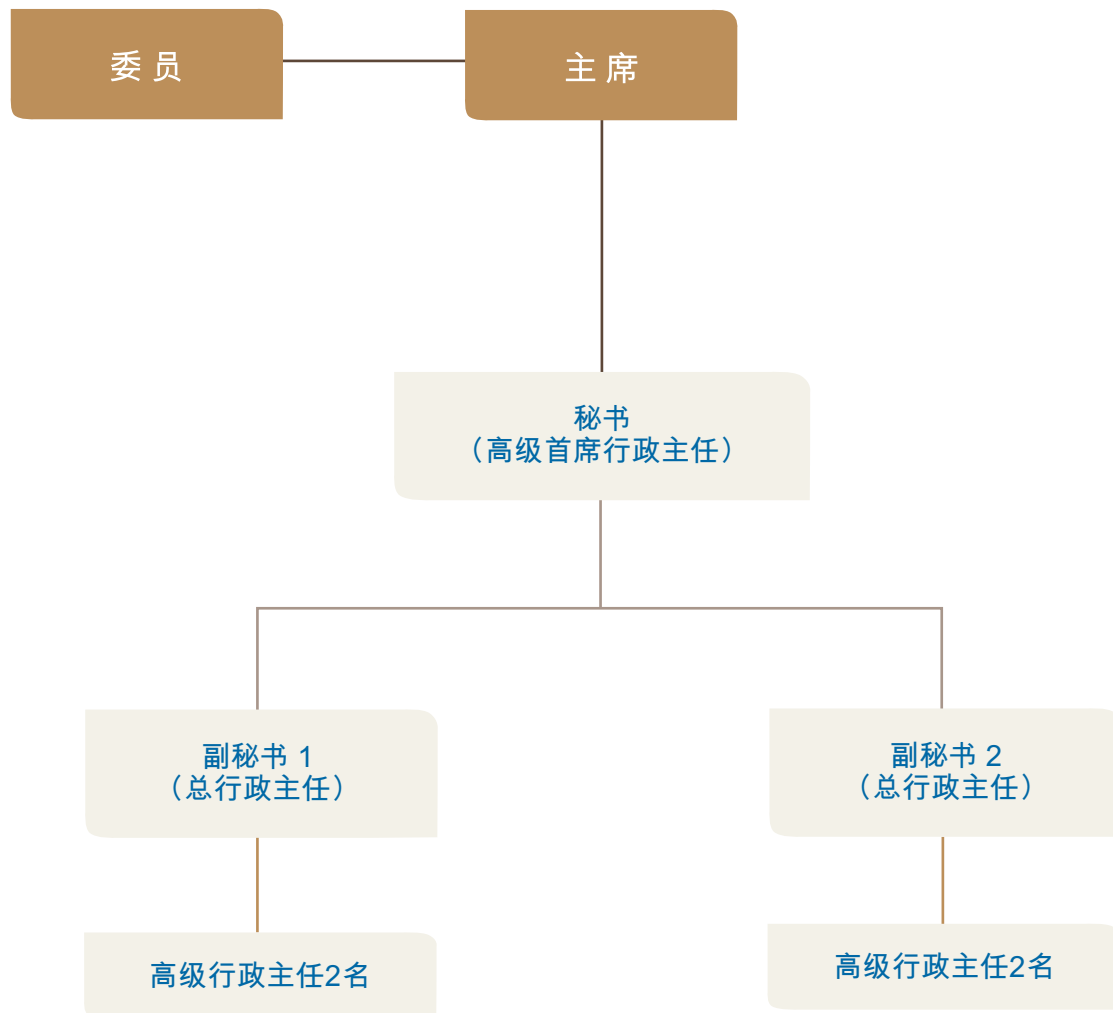 委员
主席
秘书
（高级首席行政主任）
副秘书 1
（总行政主任）
副秘书 2
（总行政主任）
高级行政主任2名
高级行政主任2名